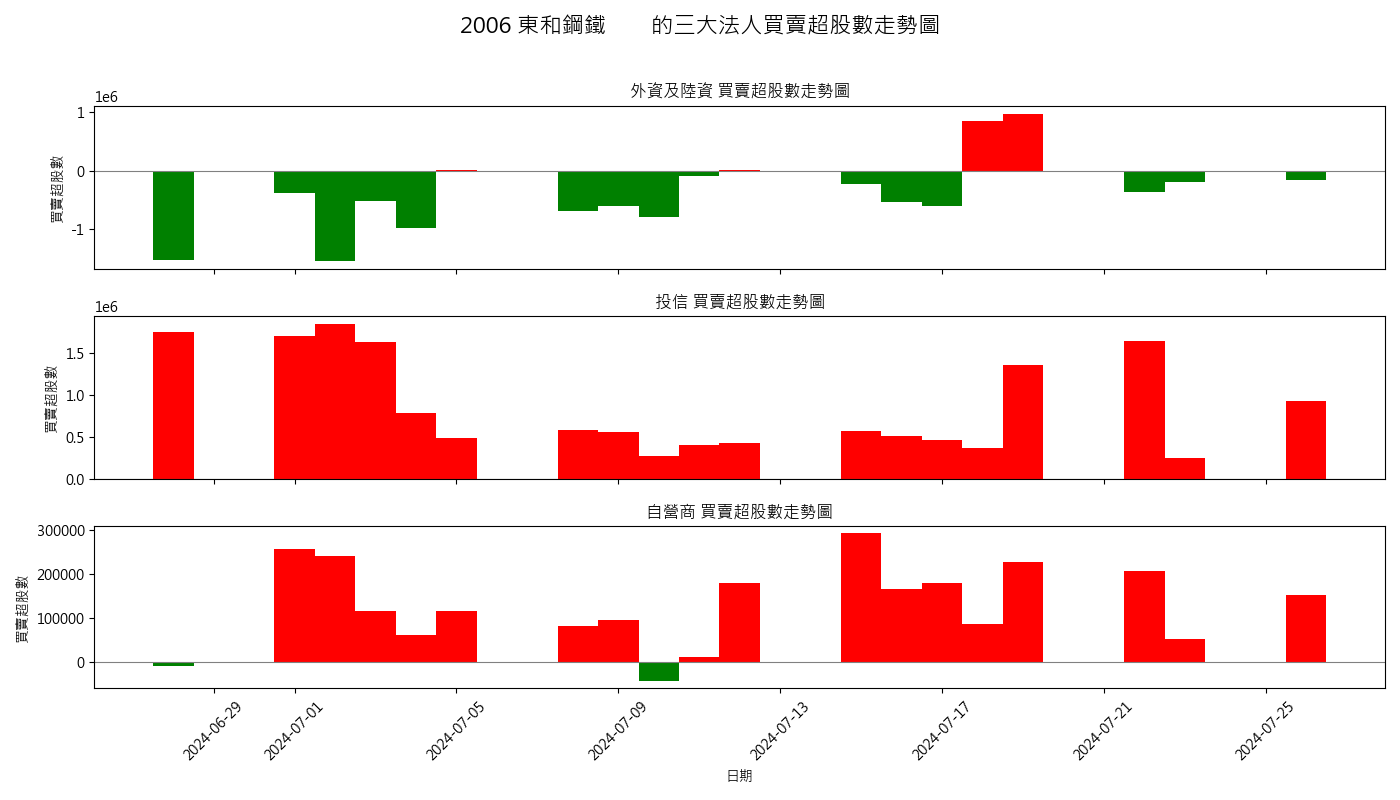 2006 東和鋼鐵　　的三大法人買賣超股數走勢圖
外資及陸資 買賣超股數走勢圖
1e6
1
0
-1
買賣超股數
投信 買賣超股數走勢圖
1e6
1.5
1.0
0.5
0.0
買賣超股數
自營商 買賣超股數走勢圖
300000
200000
100000
0
買賣超股數
2024-06-29
2024-07-01
2024-07-05
2024-07-09
2024-07-13
2024-07-17
2024-07-21
2024-07-25
日期